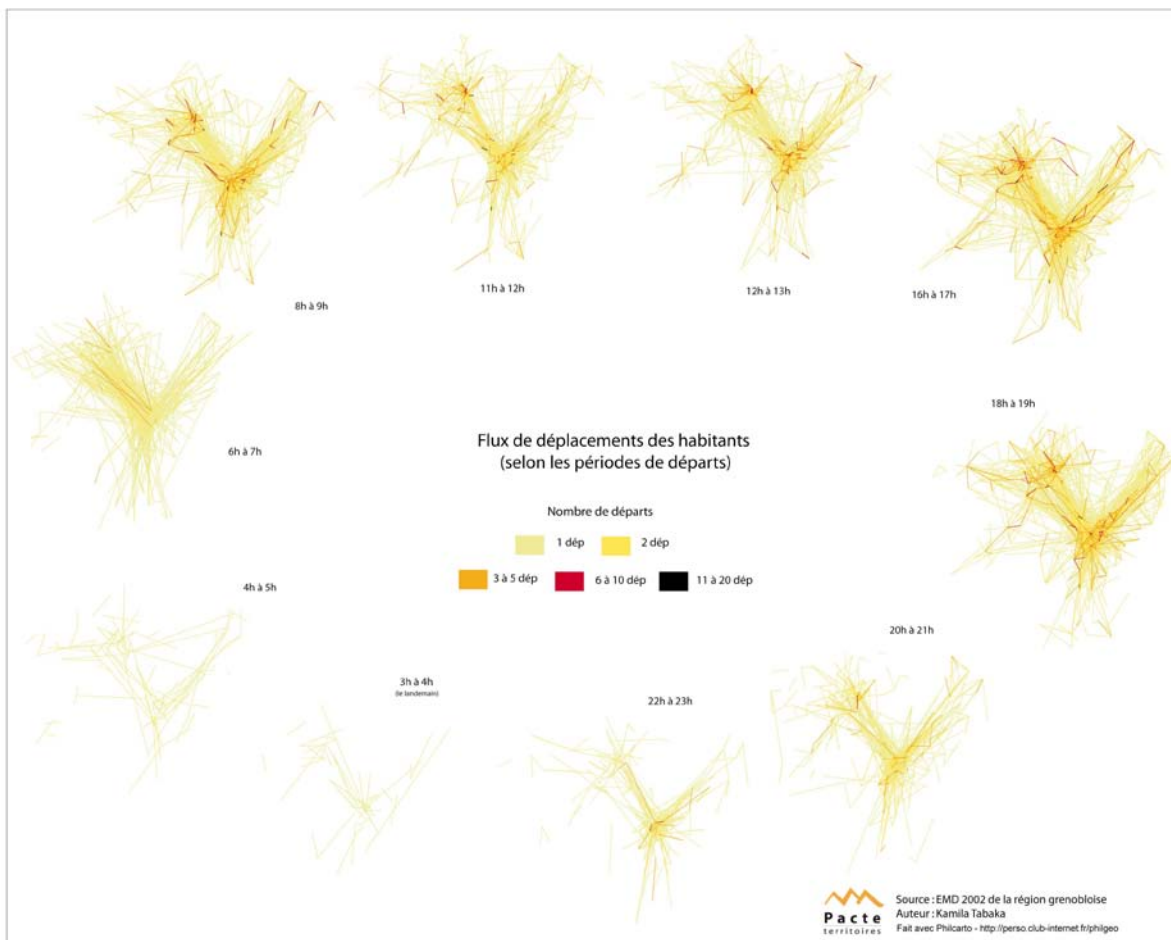 8h à 9h
11h à 12h
12h à 13h
16h à 17h
6h à 7h
18h à 19h
Flux de déplacements des habitants
(selon les périodes de départs)
Nombre de départs
1 dép
2 dép
3 à 5 dép
6 à 10 dép
11 à 20 dép
4h à 5h
20h à 21h
3h à 4h
(le landemain)
22h à 23h
Pacte
territoires
Source : EMD 2002 de la région grenobloise
Auteur : Kamila Tabaka
Fait avec Philcarto - http://perso.club-internet.fr/philgeo